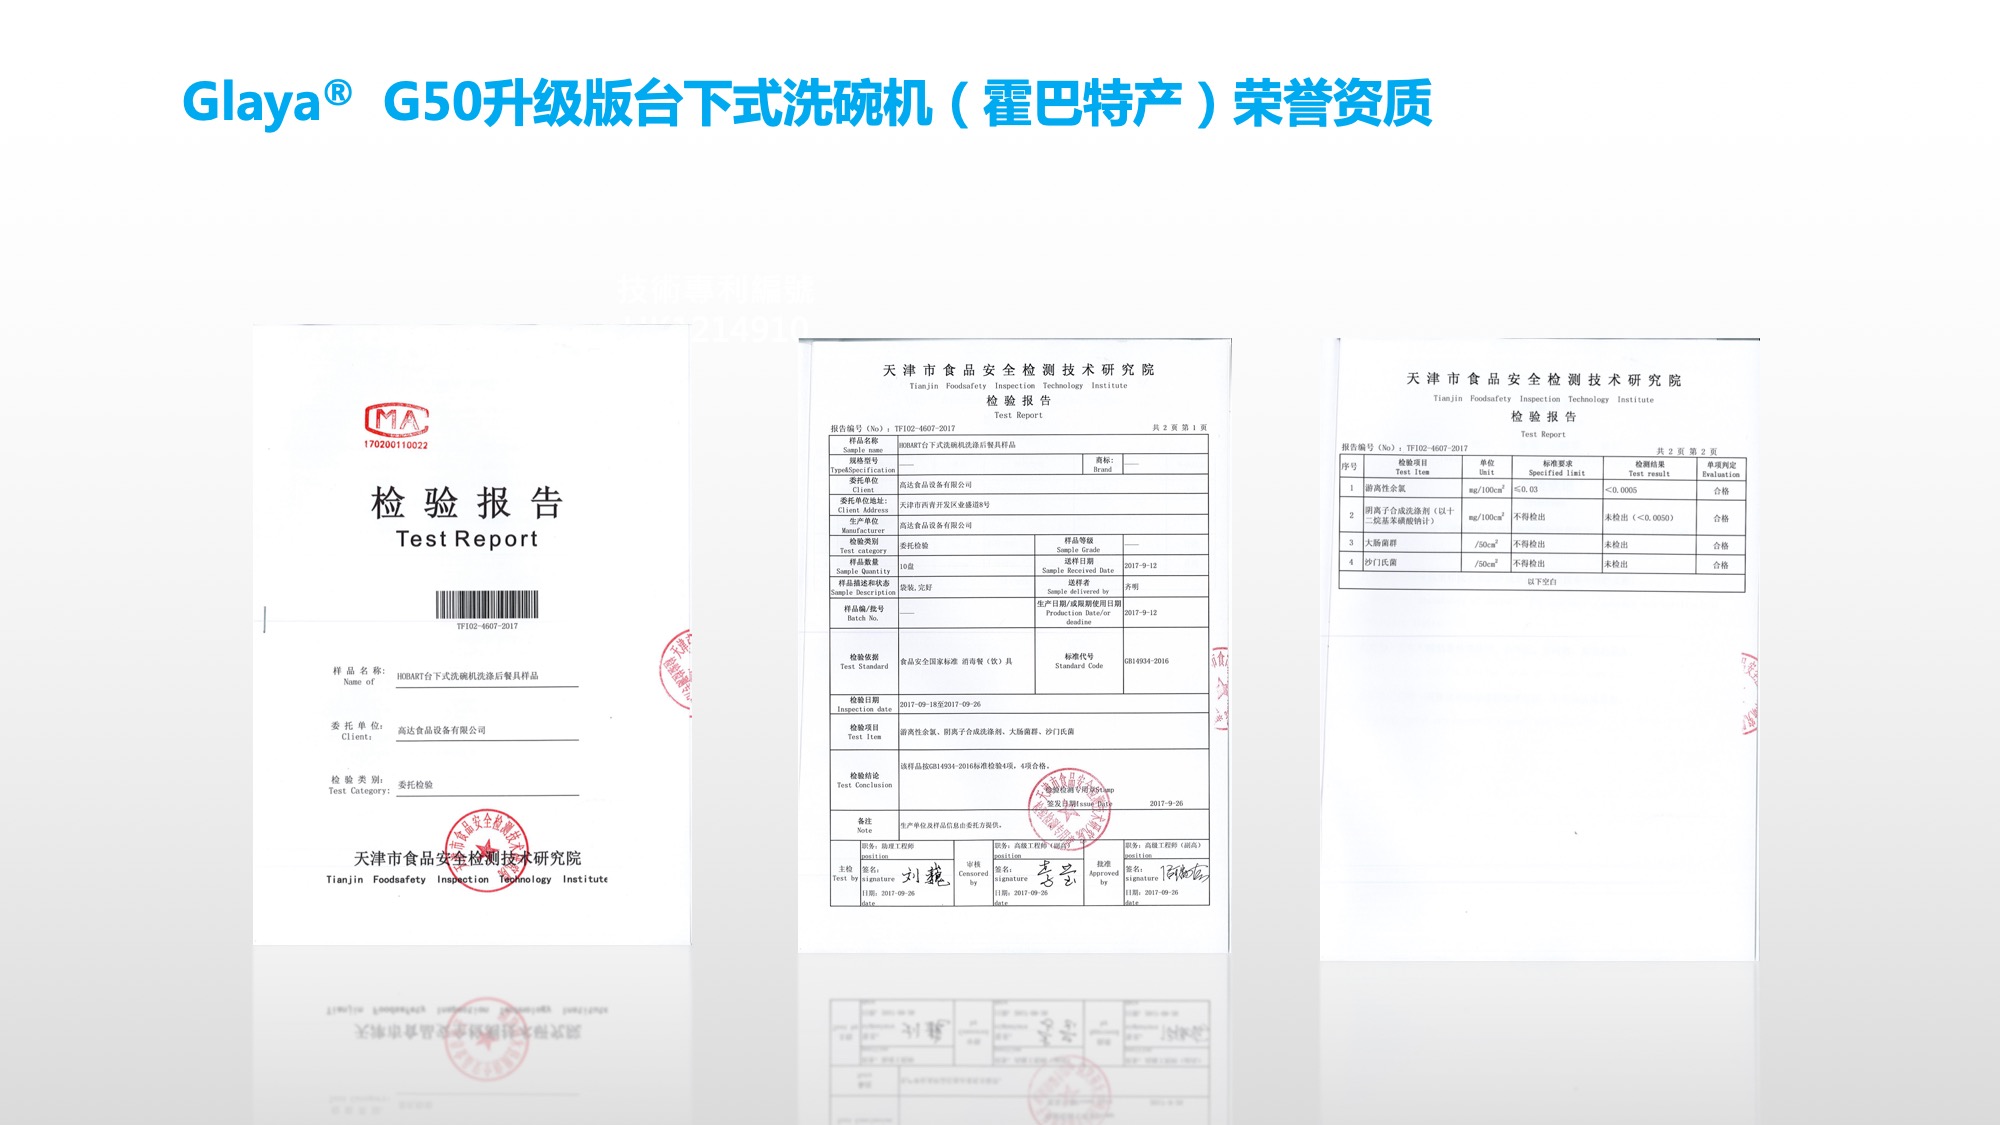 Glaya® G50升级版台下式洗碗机（霍巴特产）荣誉资质
技術專利編號
1214910
MA
170200110022
检验报告
Test Report
TFI02-4607-2017
样品名称:
Name of
HOBART台下式洗碗机洗涤后餐具样品
委托单位:
Client:
高达食品设备有限公司
检验类别:
Test Category:
委托检验
天津市食品安全检测技术研究院
Tianjin Foodsafety Inspection Technology Institute
天津市食品安全检测技术研究院
Tianjin Foodsafety Inspection Technology Institute
检验报告
Test Report
报告编号（No）: TFI02-4607-2017 共 2 页 第 1 页
样品名称 Sample name HOBART台下式洗碗机洗涤后餐具样品
规格型号 Type&Specification —— 商标: Brand ——
委托单位 Client 高达食品设备有限公司
委托单位地址: Client Address 天津市西青开发区业盛道8号
生产单位 Manufacturer 高达食品设备有限公司
检验类别 Test category 委托检验 样品等级 Sample Grade ——
样品数量 Sample Quantity 10盘 送样日期 Sample Received Date 2017-9-12
样品描述和状态 Sample Description 袋装,完好 送样者 Sample delivered by 齐明
样品编/批号 Batch No. —— 生产日期/或限期使用日期 Production Date/or deadine 2017-9-12
检验依据 Test Standard 食品安全国家标准 消毒餐（饮）具 标准代号 Standard Code GB14934-2016
检验日期 Inspection date 2017-09-18至2017-09-26
检验项目 Test Item 游离性余氯、阴离子合成洗涤剂、大肠菌群、沙门氏菌
检验结论 Test Conclusion 该样品按GB14934-2016标准检验4项，4项合格。
检验检测专用章Stamp
签发日期Issue Date 2017-9-26
备注 Note 生产单位及样品信息由委托方提供。
主检 Test by 职务: 助理工程师 position 签名: signature 日期: 2017-09-26 date
审核 Censored by 职务: 高级工程师（副高） position 签名: signature 日期: 2017-09-26 date
批准 Approved by 职务: 高级工程师（副高） position 签名: signature 日期: 2017-09-26 date
天津市食品安全检测技术研究院
Tianjin Foodsafety Inspection Technology Institute
检验报告
Test Report
报告编号（No）: TFI02-4607-2017 共 2 页 第 2 页
序号 检验项目 Test Item 单位 Unit 标准要求 Specified limit 检测结果 Test result 单项判定 Evaluation
1 游离性余氯 mg/100cm² ≤0.03 <0.0005 合格
2 阴离子合成洗涤剂（以十二烷基苯磺酸钠计） mg/100cm² 不得检出 未检出（<0.0050） 合格
3 大肠菌群 /50cm² 不得检出 未检出 合格
4 沙门氏菌 /50cm² 不得检出 未检出 合格
以下空白